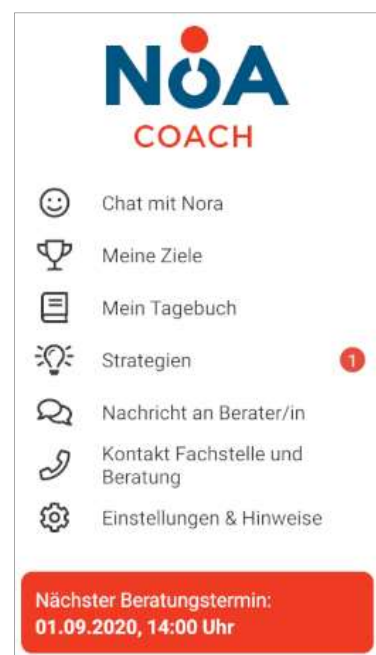 NOA
COACH
Chat mit Nora
Meine Ziele
Mein Tagebuch
Strategien 1
Nachricht an Berater/in
Kontakt Fachstelle und
Beratung
Einstellungen & Hinweise
Nächster Beratungstermin:
01.09.2020, 14:00 Uhr